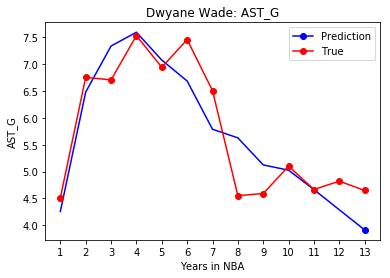 Dwyane Wade: AST_G
Prediction
True
7.5
7.0
6.5
6.0
5.5
5.0
4.5
4.0
AST_G
1 2 3 4 5 6 7 8 9 10 11 12 13
Years in NBA